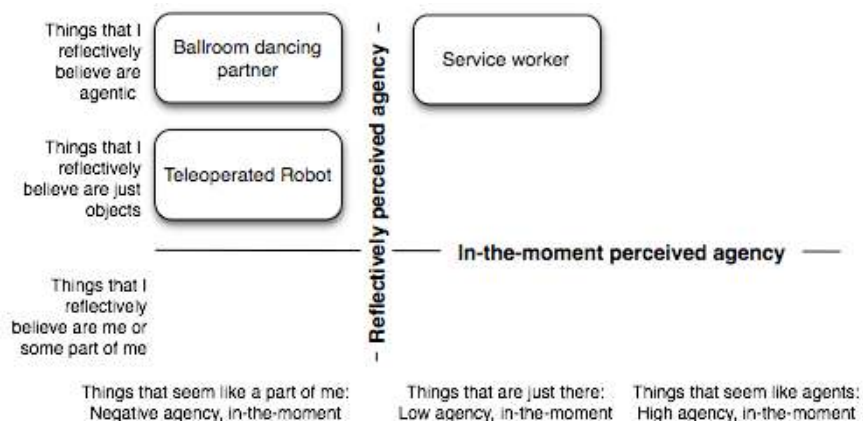 Things that I
reflectively
believe are
agentic
Ballroom dancing
partner
Service worker
Things that I
reflectively
believe are just
objects
Teleoperated Robot
– Reflectively perceived agency –
In-the-moment perceived agency
Things that I
reflectively
believe are me or
some part of me
Things that seem like a part of me:
Negative agency, in-the-moment
Things that are just there:
Low agency, in-the-moment
Things that seem like agents:
High agency, in-the-moment